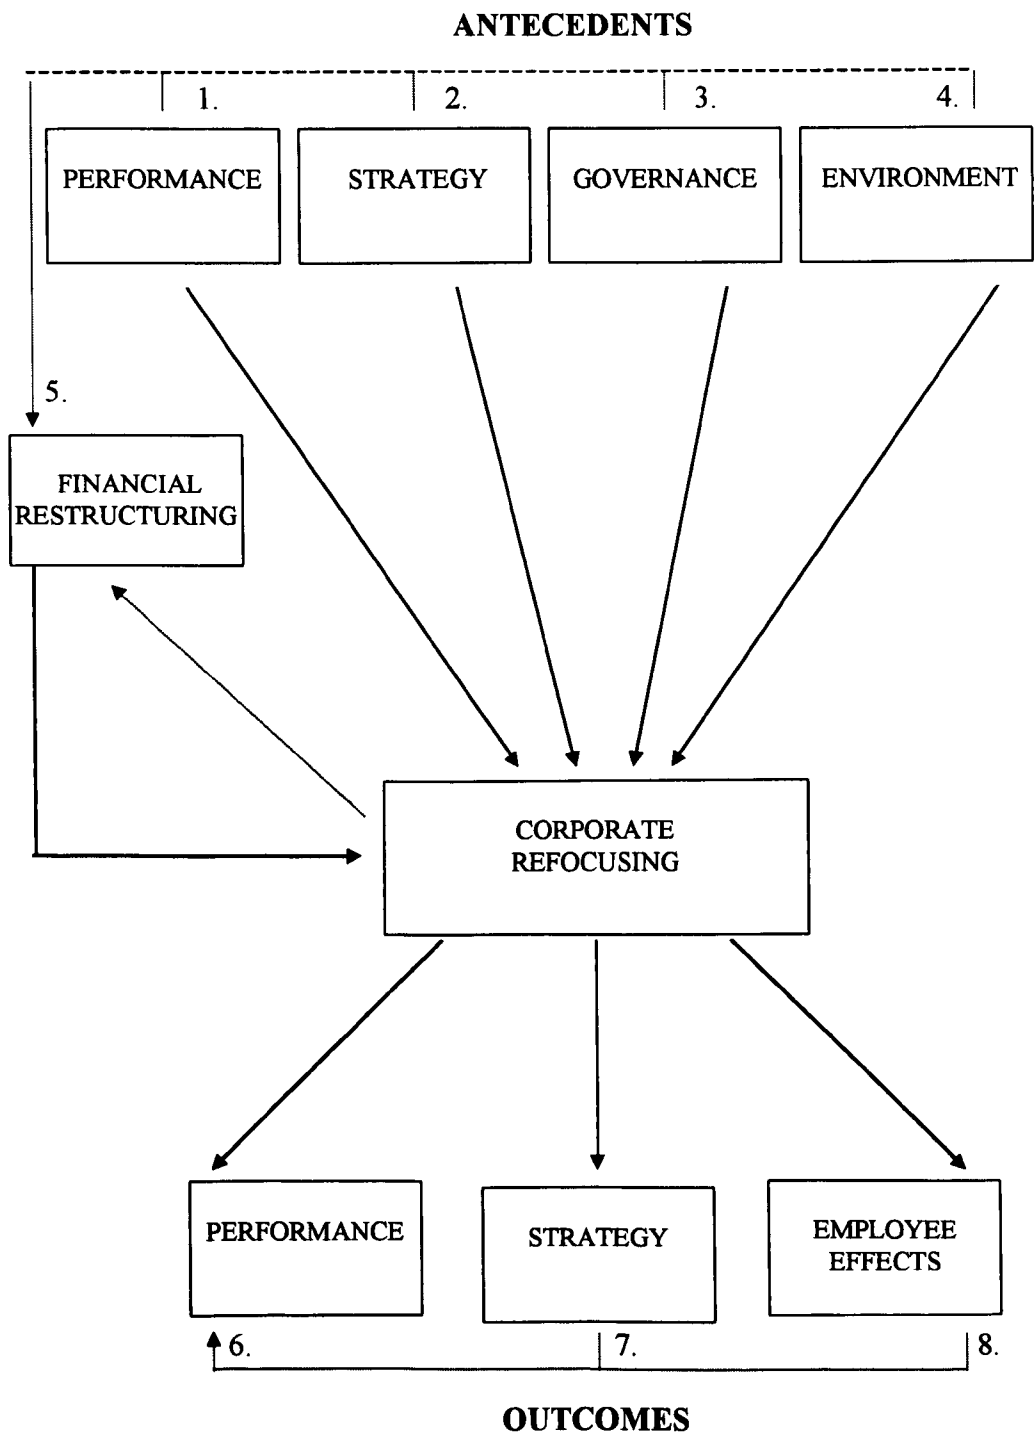 ANTECEDENTS
1.
2.
3.
4.
PERFORMANCE
STRATEGY
GOVERNANCE
ENVIRONMENT
5.
FINANCIAL
RESTRUCTURING
CORPORATE
REFOCUSING
PERFORMANCE
STRATEGY
EMPLOYEE
EFFECTS
6.
7.
8.
OUTCOMES